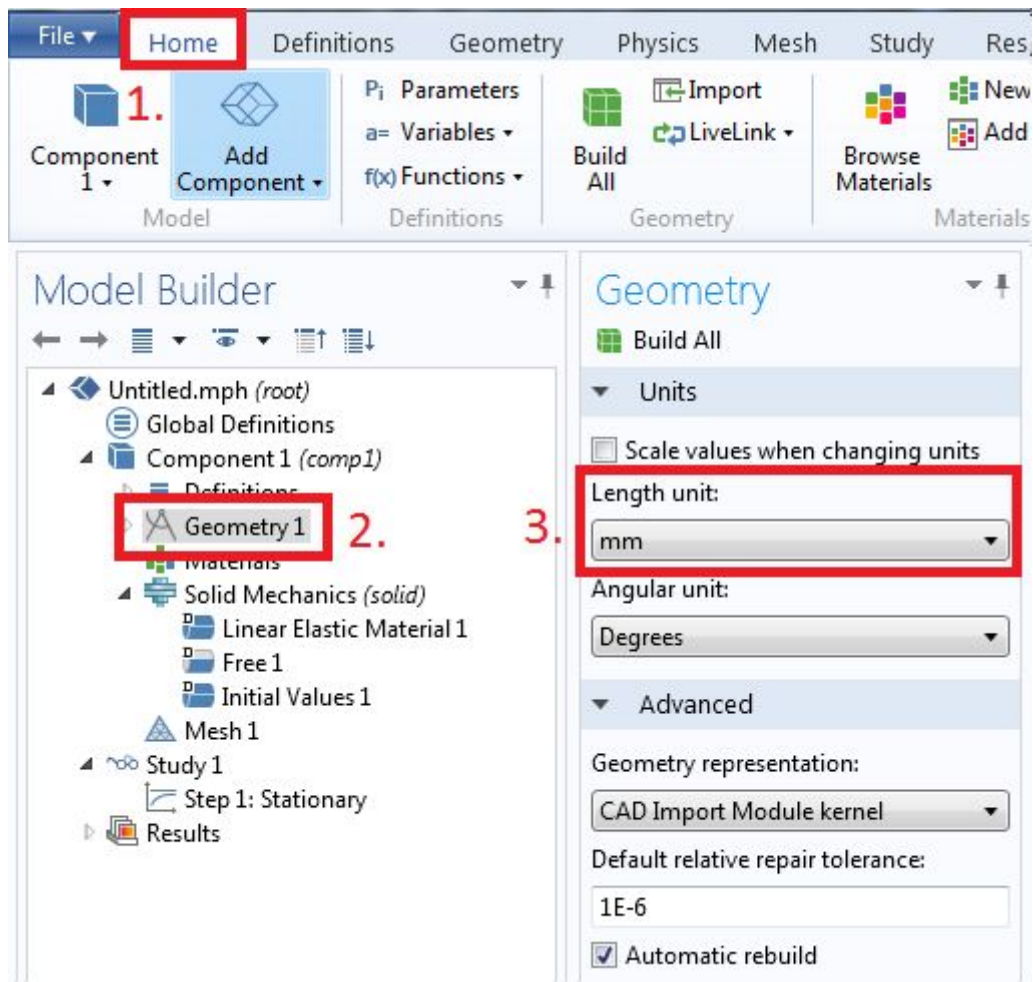 File Home Definitions Geometry Physics Mesh Study Res
1.
Component 1
Add Component
Pi Parameters
a= Variables
f(x) Functions
Build All
Import
LiveLink
Browse Materials
New
Add
Model Definitions Geometry Materials
Model Builder
Untitled.mph (root)
Global Definitions
Component 1 (comp1)
Definitions
Geometry 1
2.
Materials
Solid Mechanics (solid)
Linear Elastic Material 1
Free 1
Initial Values 1
Mesh 1
Study 1
Step 1: Stationary
Results
Geometry
Build All
Units
Scale values when changing units
3.
Length unit:
mm
Angular unit:
Degrees
Advanced
Geometry representation:
CAD Import Module kernel
Default relative repair tolerance:
1E-6
Automatic rebuild